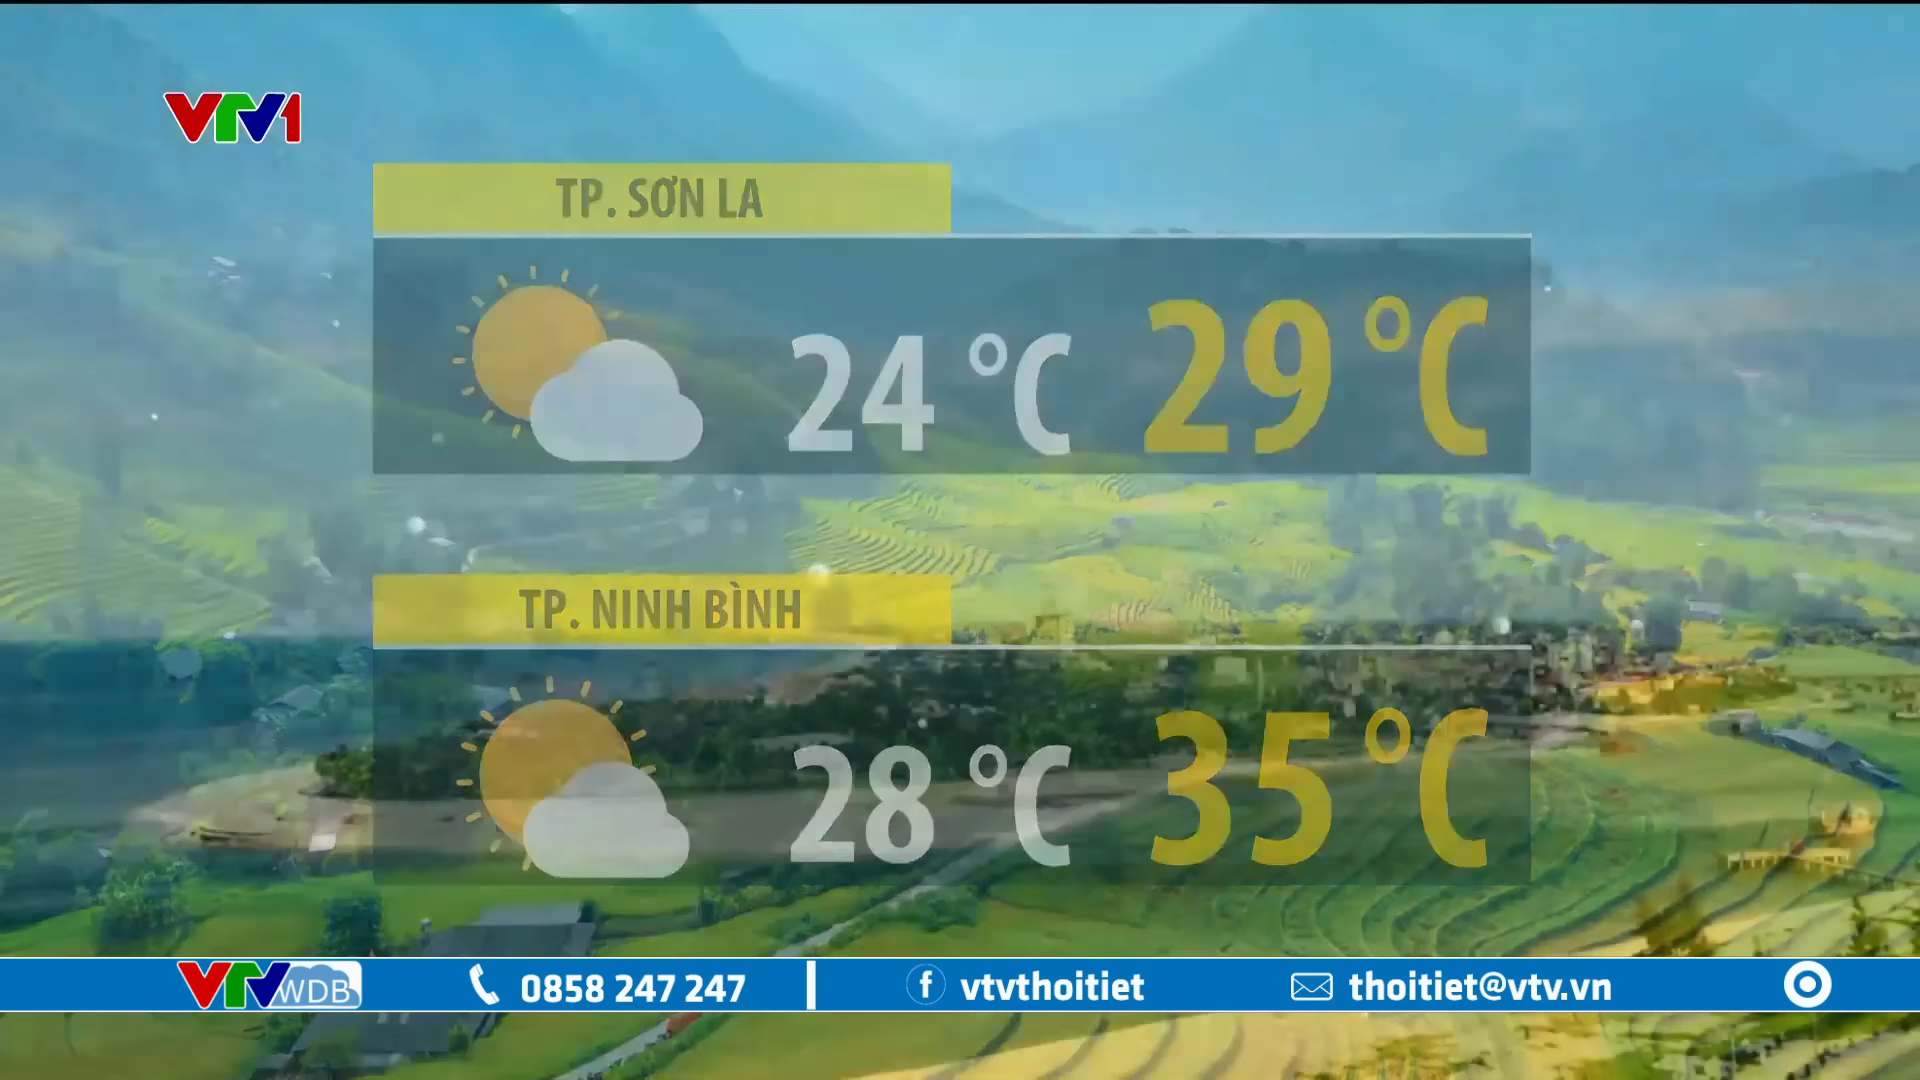 VTV1
TP. SƠN LA
24 °C 29 °C
TP. NINH BÌNH
28 °C 35 °C
VTV WDB 0858 247 247 f vtvthoitiet thoitiet@vtv.vn